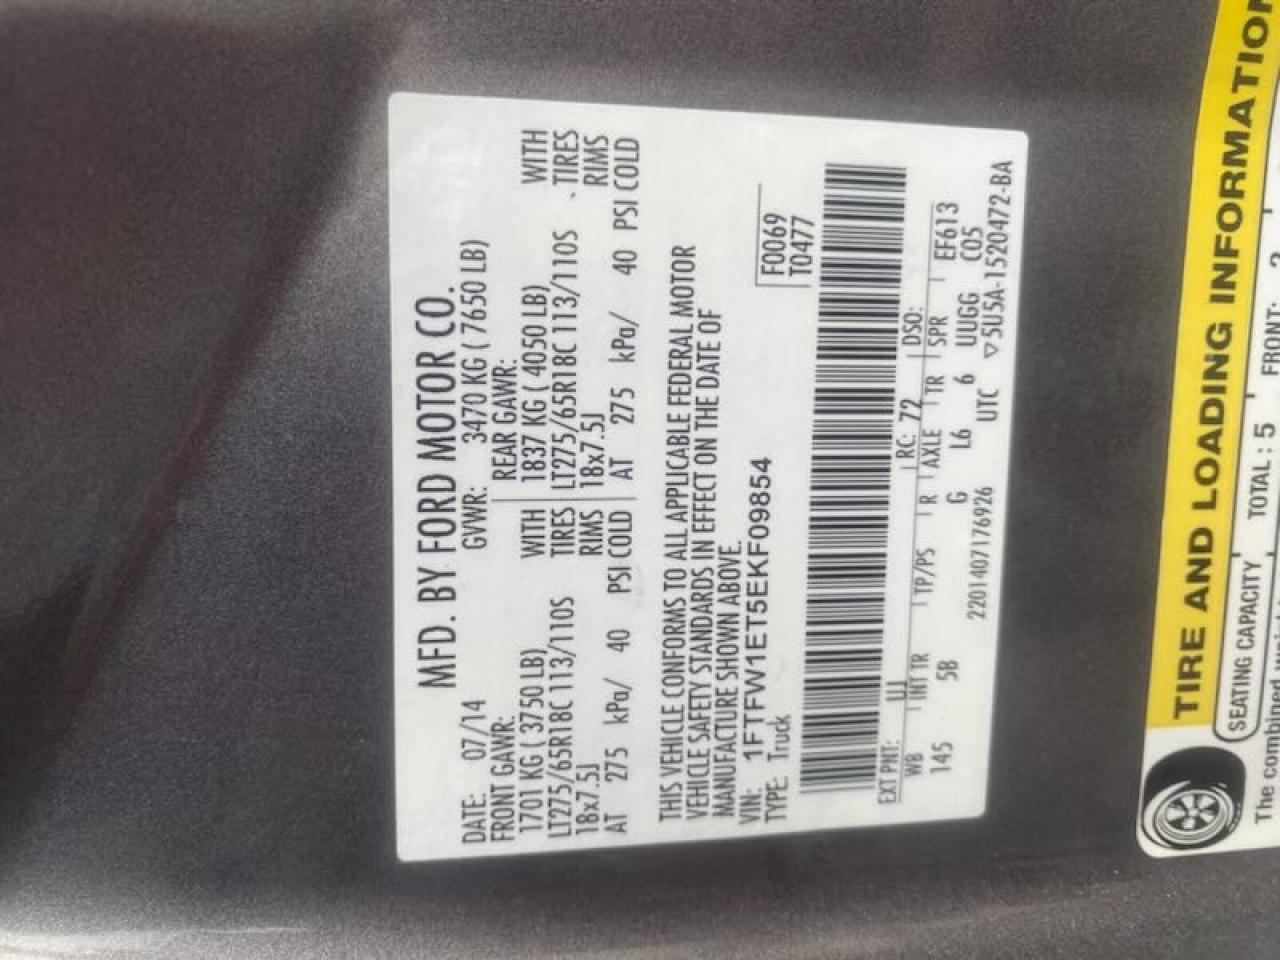 MFD. BY FORD MOTOR CO.
DATE: 07/14 GVWR: 3470 KG ( 7650 LB)
FRONT GAWR: REAR GAWR:
1701 KG ( 3750 LB) WITH 1837 KG ( 4050 LB) WITH
LT275/65R18C 113/110S TIRES LT275/65R18C 113/110S TIRES
18x7.5J RIMS 18x7.5J RIMS
AT 275 kPa/ 40 PSI COLD AT 275 kPa/ 40 PSI COLD
THIS VEHICLE CONFORMS TO ALL APPLICABLE FEDERAL MOTOR
VEHICLE SAFETY STANDARDS IN EFFECT ON THE DATE OF
MANUFACTURE SHOWN ABOVE.
VIN: 1FTFW1ET5EKF09854
TYPE: Truck
F0069
T0477
EXT PNT: UJ RC: 72 DSO:
WB INT TR TP/PS R AXLE TR SPR EF613
145 5B G L6 6 UUGG C05
2201407176926 UTC ▽5U5A-1520472-BA
TIRE AND LOADING INFORMATION
SEATING CAPACITY TOTAL : 5 FRONT:
The combined